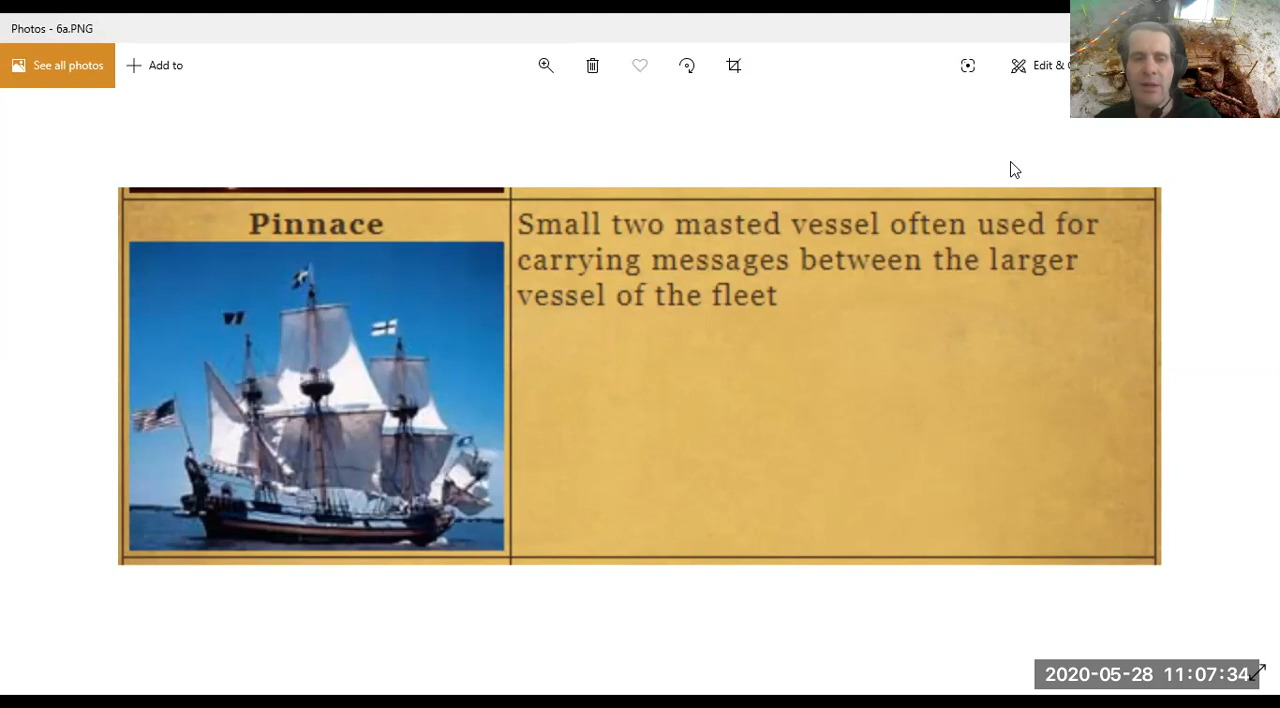 Photos - 6a.PNG
See all photos
Add to
Edit &
Pinnace
Small two masted vessel often used for
carrying messages between the larger
vessel of the fleet
2020-05-28 11:07:34